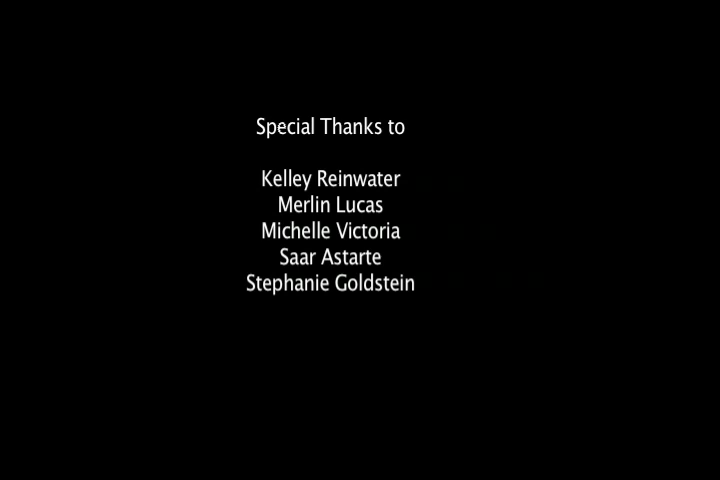 Special Thanks to
Kelley Reinwater
Merlin Lucas
Michelle Victoria
Saar Astarte
Stephanie Goldstein